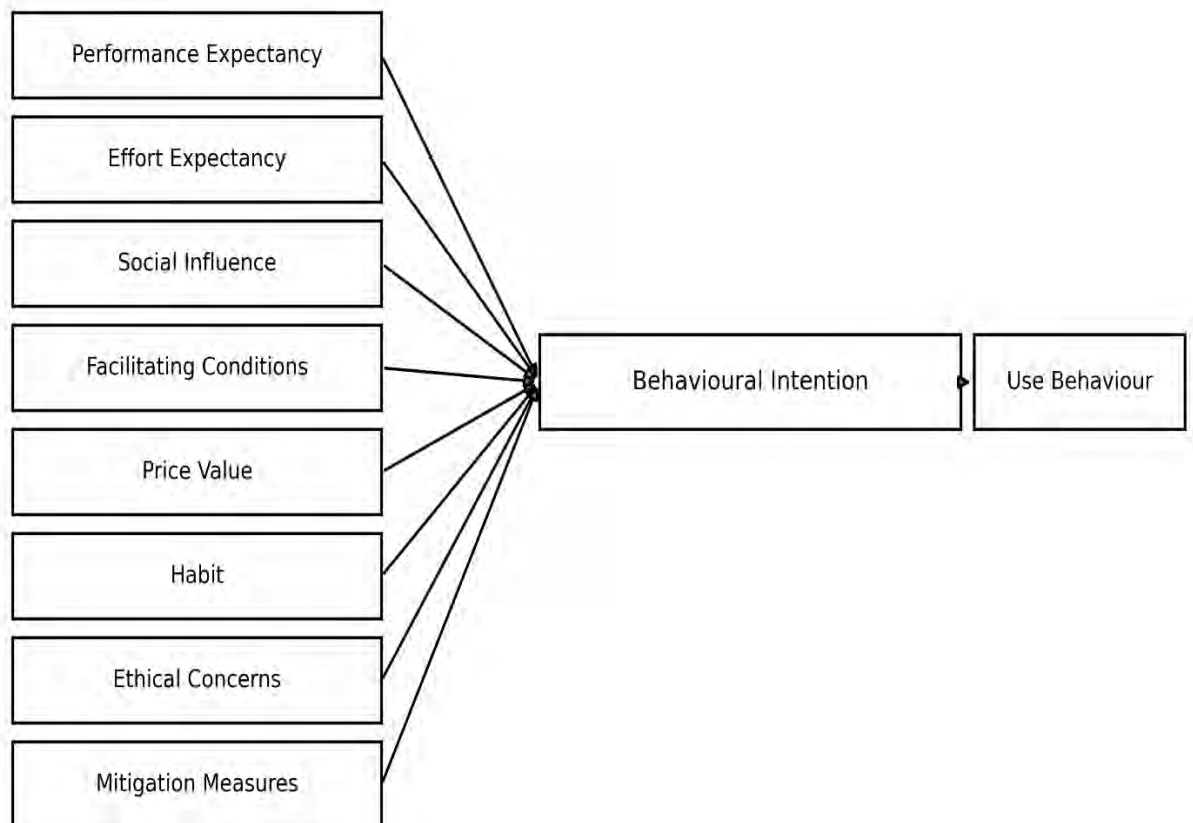 Performance Expectancy
Effort Expectancy
Social Influence
Facilitating Conditions
Price Value
Habit
Ethical Concerns
Mitigation Measures
Behavioural Intention
Use Behaviour